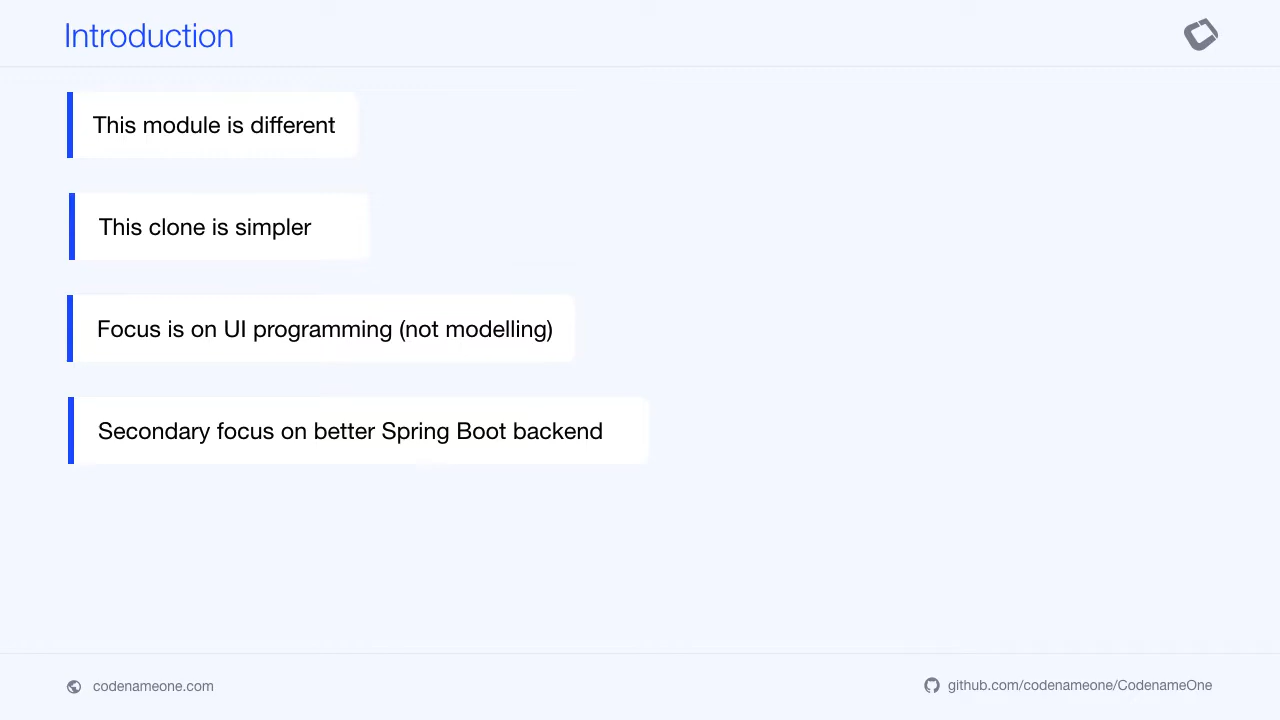 Introduction
This module is different
This clone is simpler
Focus is on UI programming (not modelling)
Secondary focus on better Spring Boot backend
codenameone.com
github.com/codenameone/CodenameOne